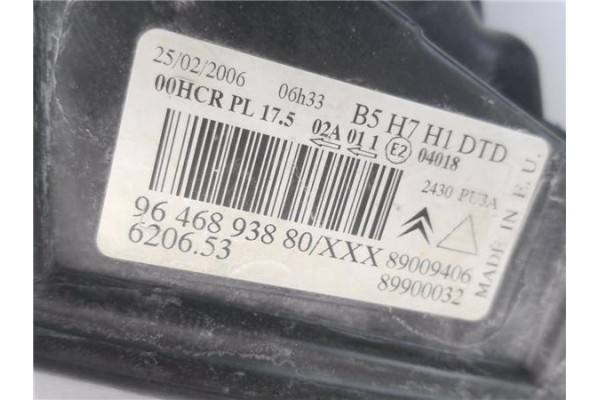 25/02/2006 06h33 B5 H7 H1 DTD
00HCR PL 17.5 02A 01 1 E2 04018
2430 PU3A
96 468 938 80/XXX 89009406
6206.53 89900032
MADE IN E.U.